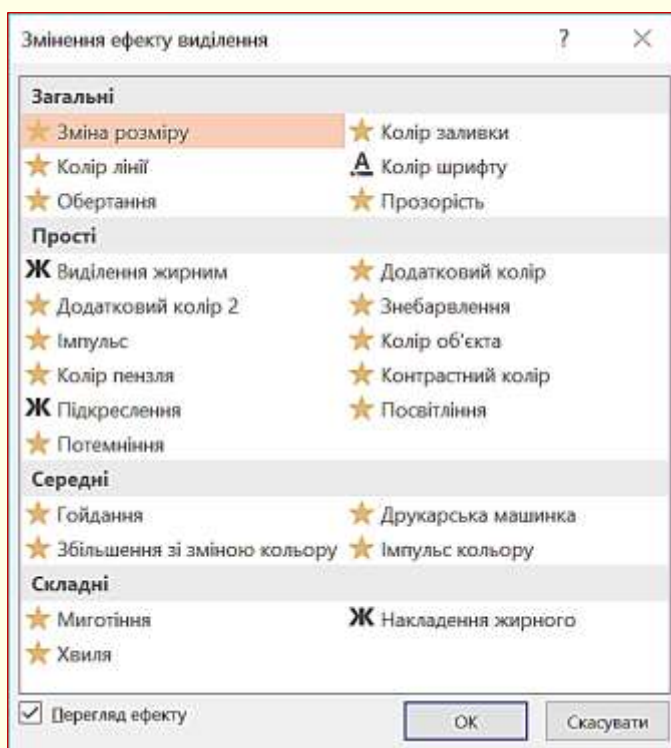 Змінення ефекту виділення ? ×
Загальні
Зміна розміру Колір заливки
Колір лінії Колір шрифту
Обертання Прозорість
Прості
Ж Виділення жирним Додатковий колір
Додатковий колір 2 Знебарвлення
Імпульс Колір об'єкта
Колір пензля Контрастний колір
Ж Підкреслення Посвітління
Потемніння
Середні
Гойдання Друкарська машинка
Збільшення зі зміною кольору Імпульс кольору
Складні
Миготіння Ж Накладення жирного
Хвиля
Перегляд ефекту ОК Скасувати